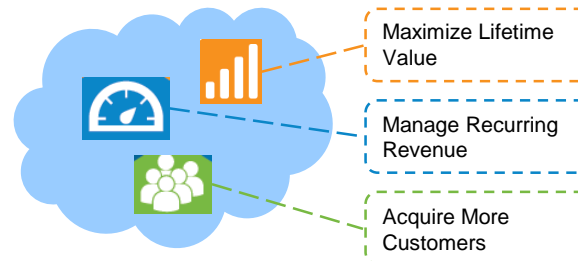 Maximize Lifetime
Value
Manage Recurring
Revenue
Acquire More
Customers